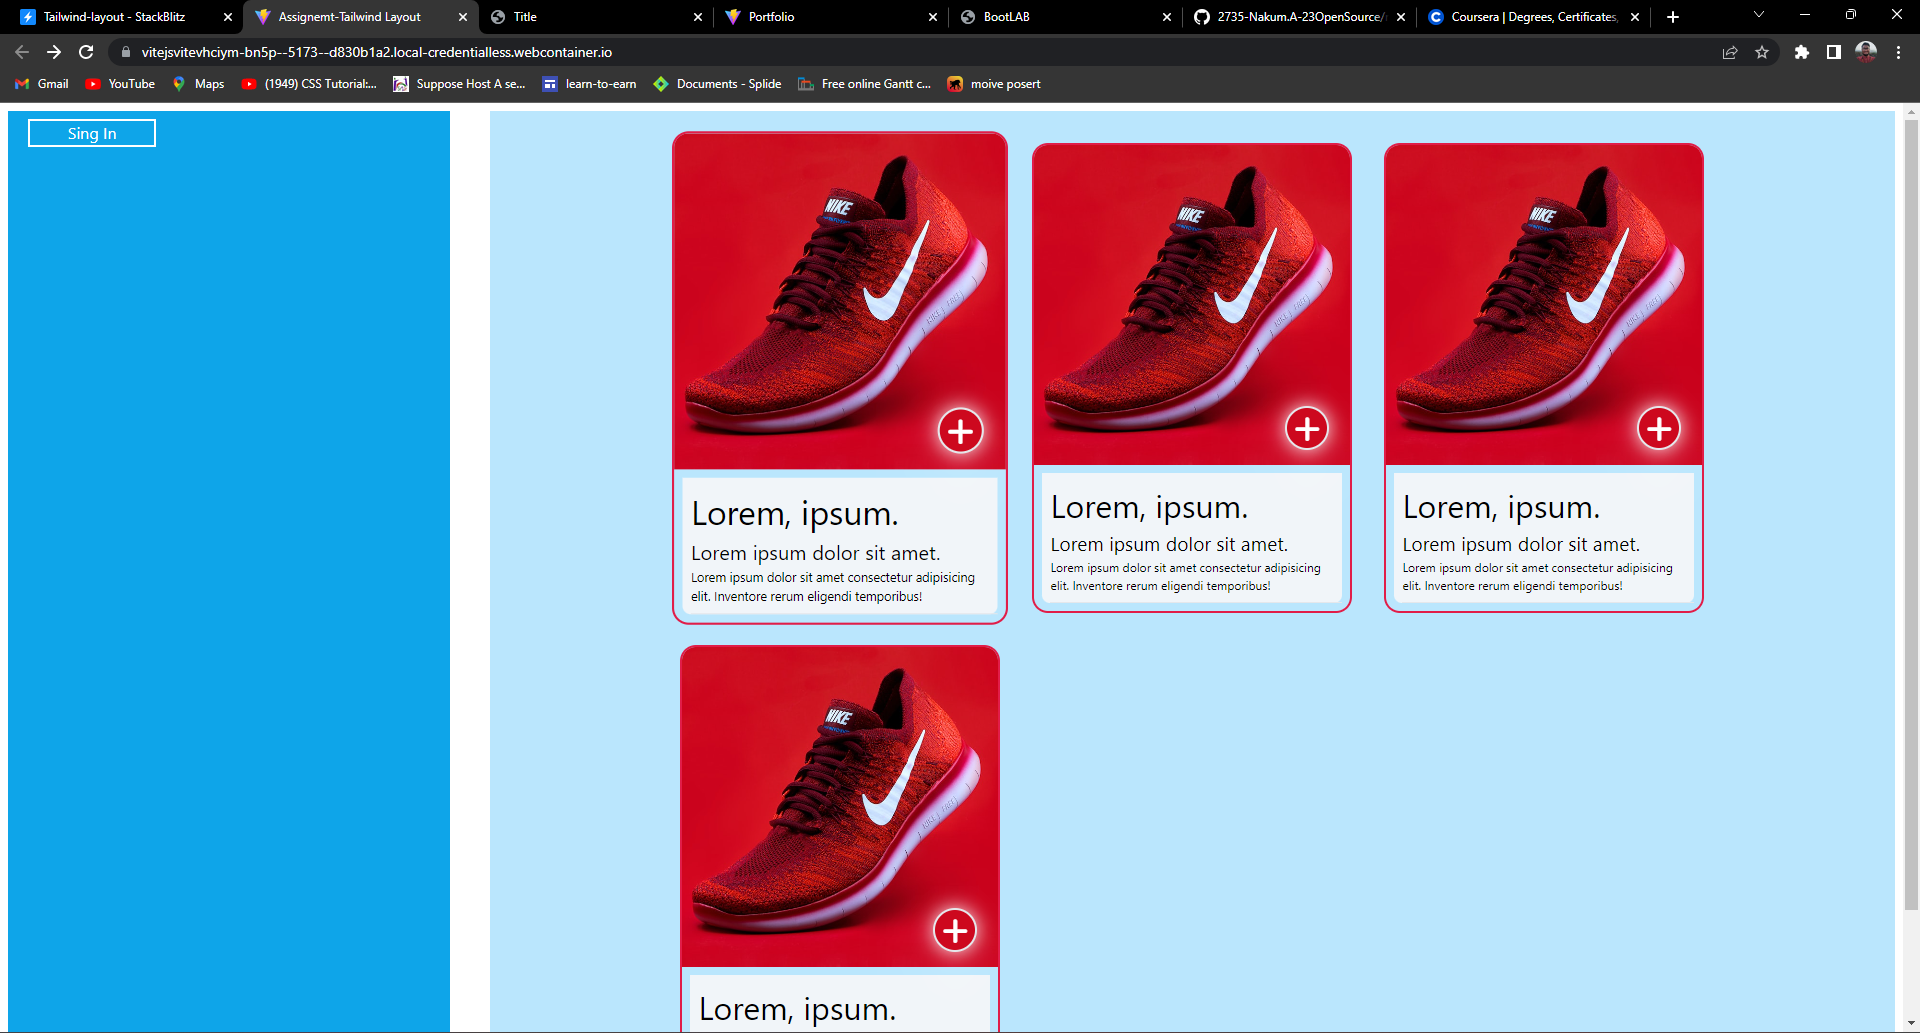 Tailwind-layout - StackBlitz
Assignemt-Tailwind Layout
Title
Portfolio
BootLAB
2735-Nakum.A-23OpenSource/
Coursera | Degrees, Certificates,
vitejsvitevhciym-bn5p--5173--d830b1a2.local-credentialless.webcontainer.io
Gmail
YouTube
Maps
(1949) CSS Tutorial:...
Suppose Host A se...
learn-to-earn
Documents - Splide
Free online Gantt c...
moive posert
Sing In
NIKE
Lorem, ipsum.
Lorem ipsum dolor sit amet.
Lorem ipsum dolor sit amet consectetur adipisicing
elit. Inventore rerum eligendi temporibus!
NIKE
Lorem, ipsum.
Lorem ipsum dolor sit amet.
Lorem ipsum dolor sit amet consectetur adipisicing
elit. Inventore rerum eligendi temporibus!
NIKE
Lorem, ipsum.
Lorem ipsum dolor sit amet.
Lorem ipsum dolor sit amet consectetur adipisicing
elit. Inventore rerum eligendi temporibus!
NIKE
Lorem, ipsum.